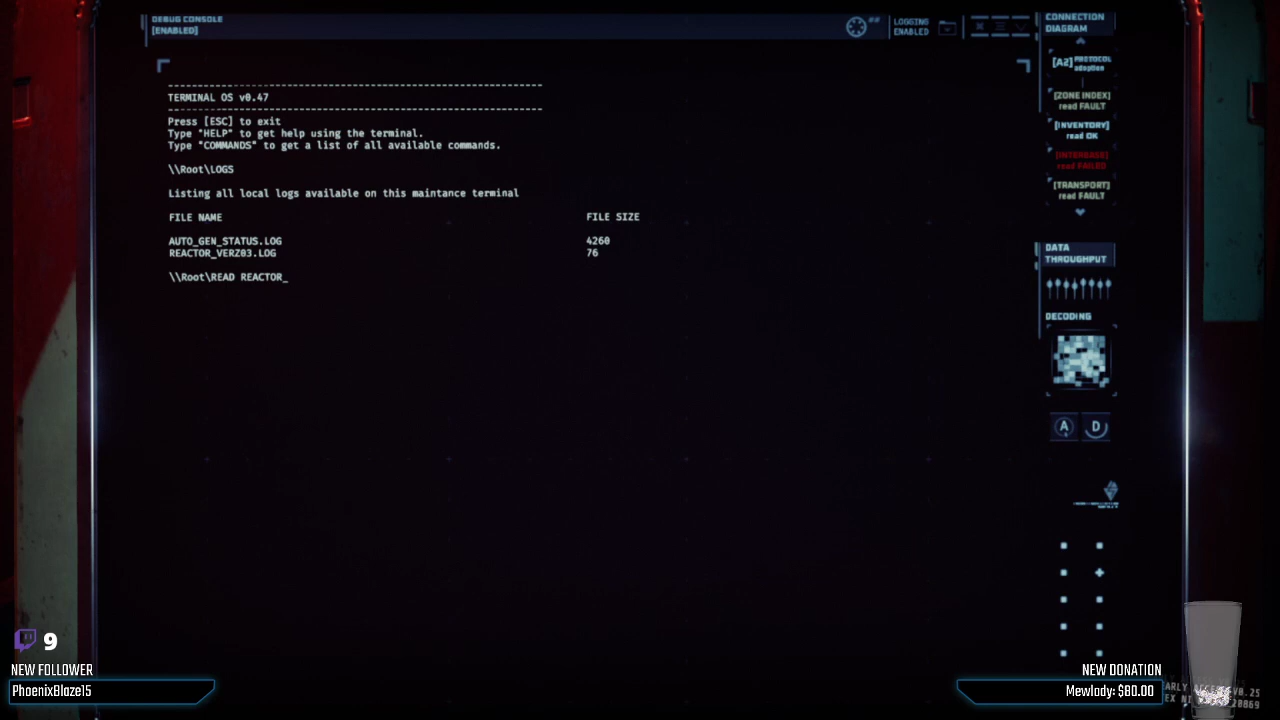 DEBUG CONSOLE
[ENABLED]
LOGGING
ENABLED
CONNECTION
DIAGRAM
[A2] PROTOCOL
adaption
[ZONE INDEX]
read FAULT
[INVENTORY]
read OK
[INTERBASE]
read FAILED
[TRANSPORT]
read FAULT
DATA
THROUGHPUT
DECODING
A D
--------------------------------------------------------------
TERMINAL OS v0.47
--------------------------------------------------------------
Press [ESC] to exit
Type "HELP" to get help using the terminal.
Type "COMMANDS" to get a list of all available commands.
\\Root\LOGS
Listing all local logs available on this maintance terminal
FILE NAME FILE SIZE
AUTO_GEN_STATUS.LOG 4260
REACTOR_VERZ03.LOG 76
\\Root\READ REACTOR_
9
NEW FOLLOWER
PhoenixBlaze15
NEW DONATION
Mewlady: $80.00